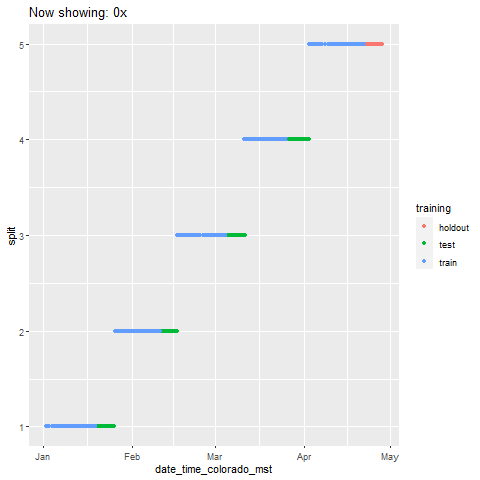 Now showing: 0x
5
4
3
2
1
split
Jan Feb Mar Apr May
date_time_colorado_mst
training
holdout
test
train